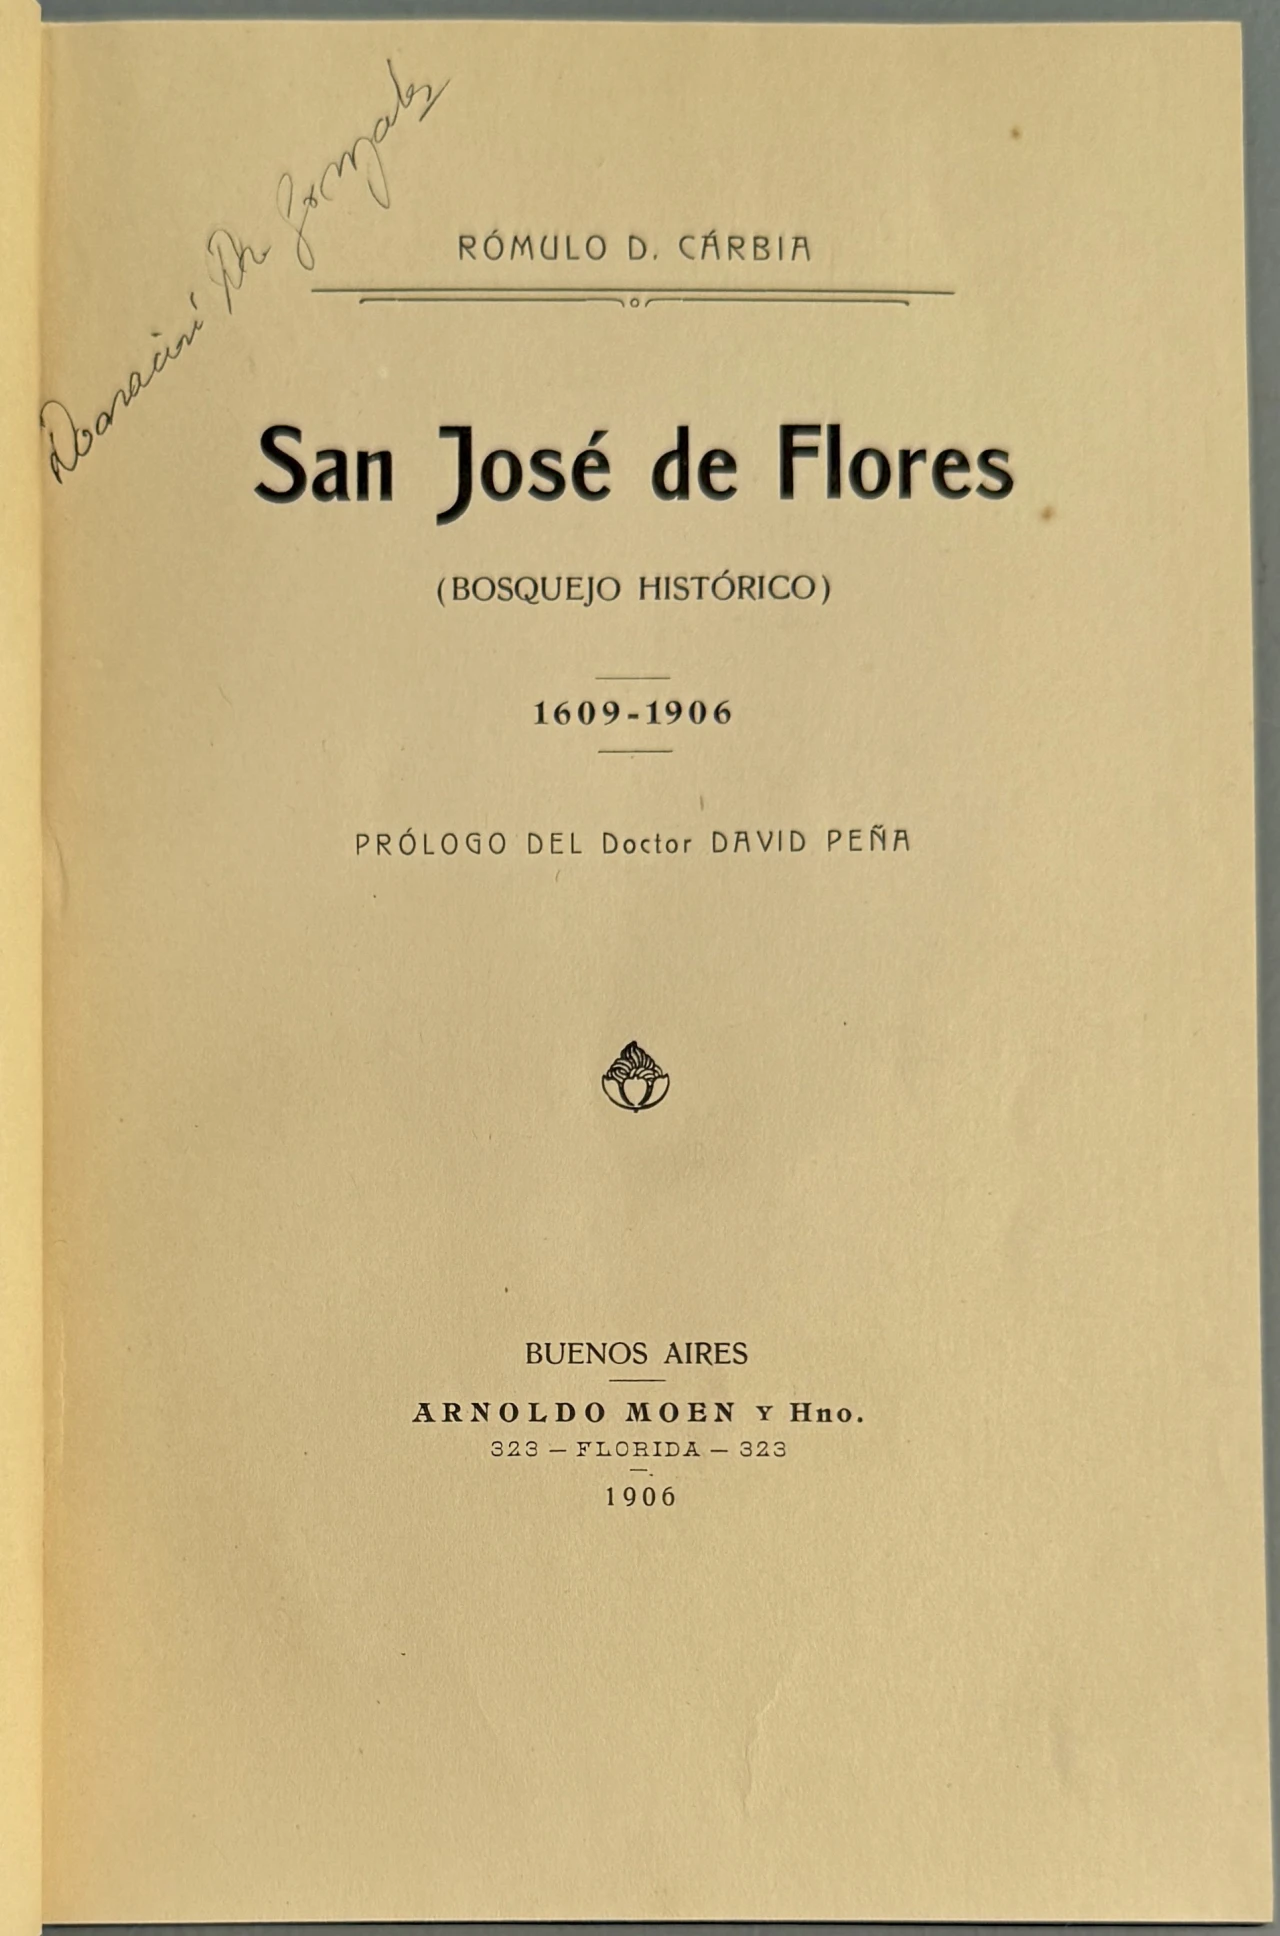 Donación Dr Gonzalez
RÓMULO D. CÁRBIA
San José de Flores
(BOSQUEJO HISTÓRICO)
1609-1906
PRÓLOGO DEL Doctor DAVID PEÑA
BUENOS AIRES
ARNOLDO MOEN Y Hno.
323 — FLORIDA — 323
1906